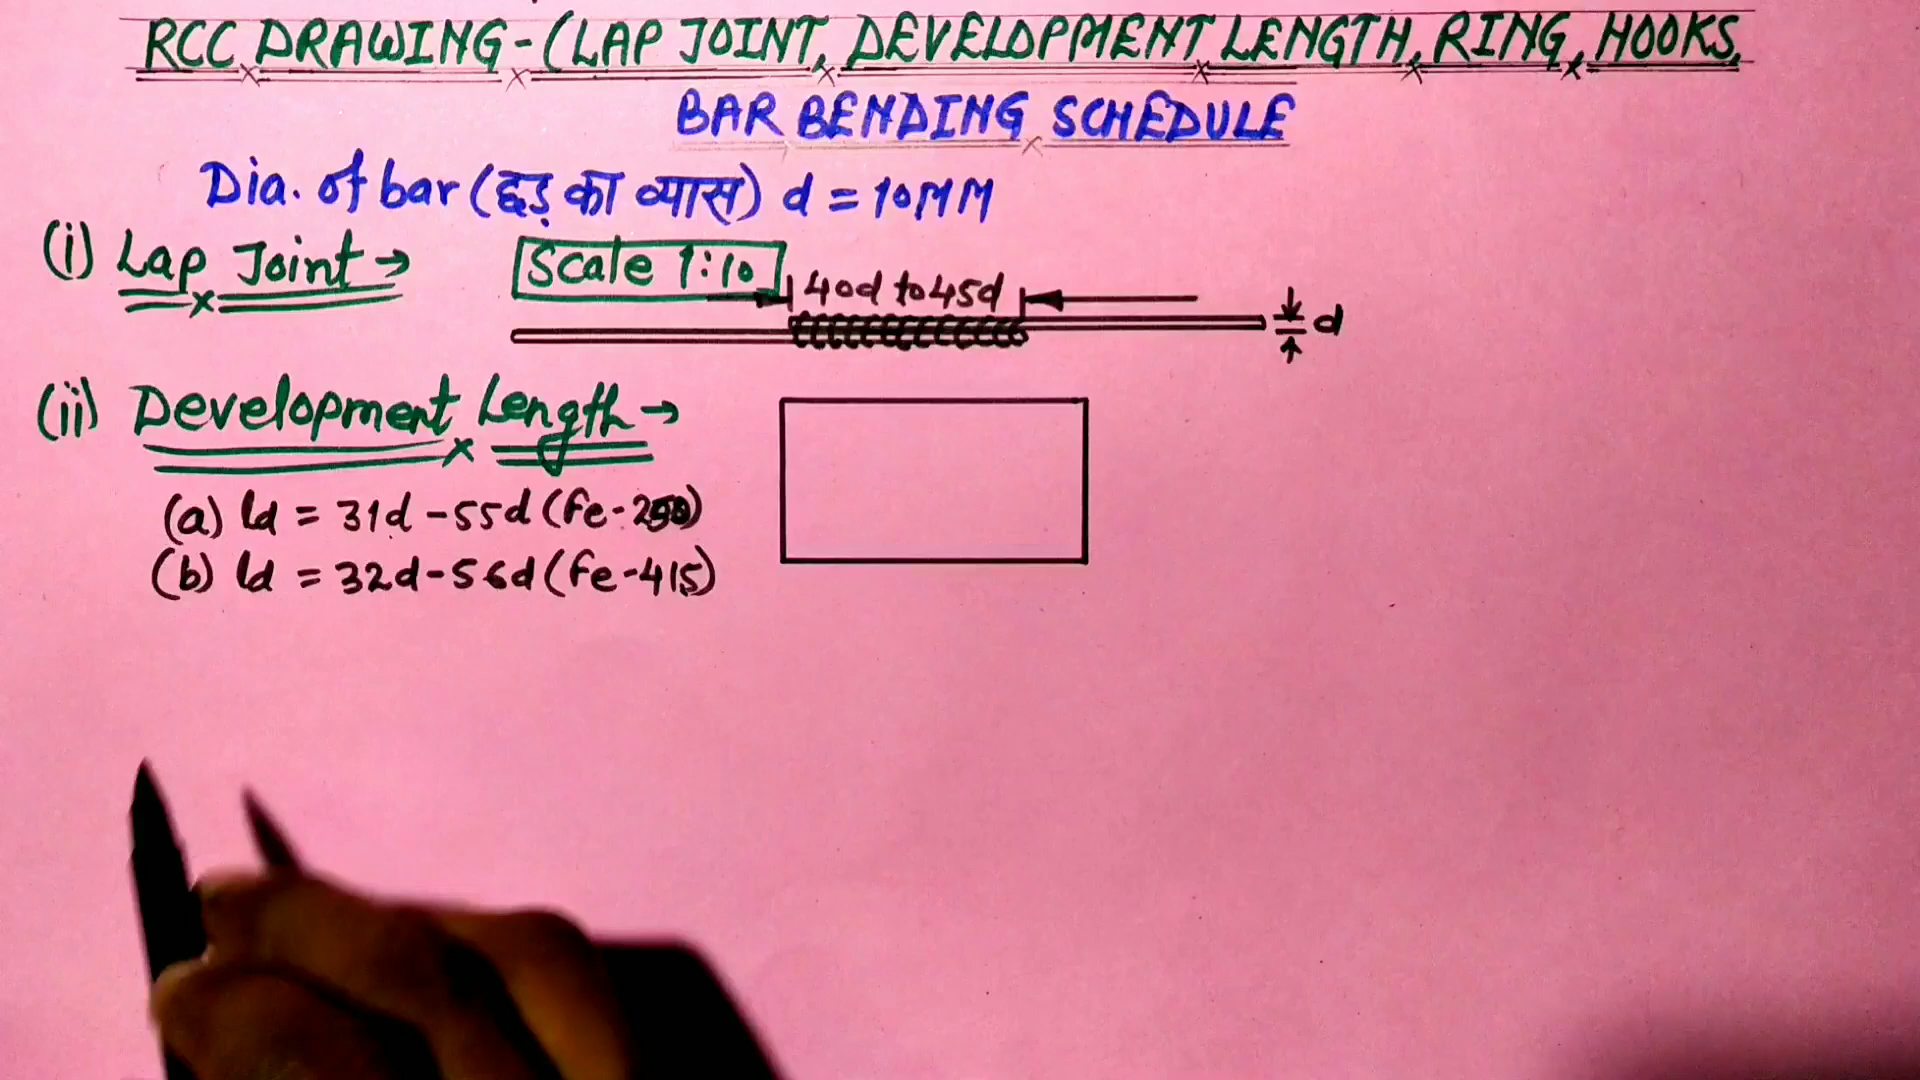 RCC DRAWING-(LAP JOINT, DEVELOPMENT LENGTH, RING, HOOKS,
BAR BENDING SCHEDULE
Dia. of bar (छड़ का व्यास) d = 10MM
(i) Lap Joint→
Scale 1:10
40d to 45d
d
(ii) Development Length→
(a) ld = 31d-55d (fe-250)
(b) ld = 32d-56d (fe-415)